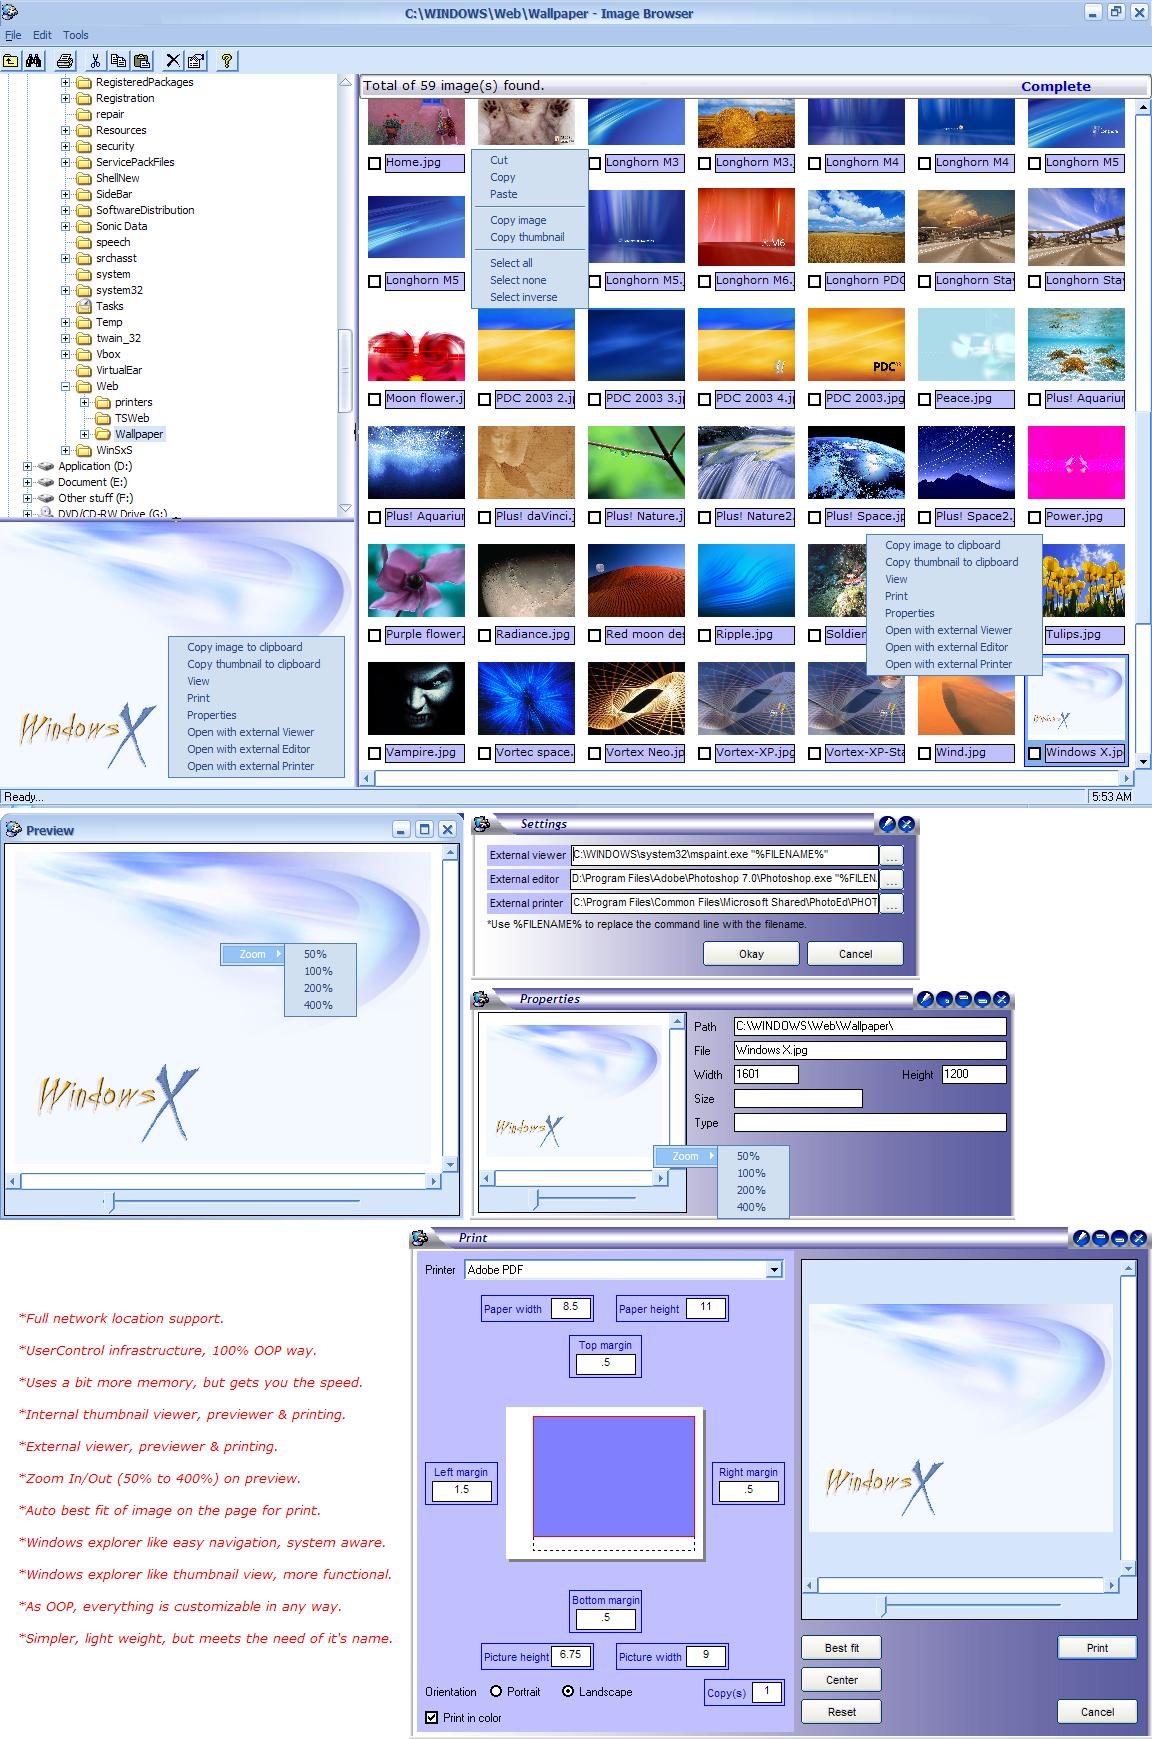 C:\WINDOWS\Web\Wallpaper - Image Browser
File Edit Tools
Total of 59 image(s) found. Complete
RegisteredPackages
Registration
repair
Resources
security
ServicePackFiles
ShellNew
SideBar
SoftwareDistribution
Sonic Data
speech
srchasst
system
system32
Tasks
Temp
twain_32
Vbox
VirtualEar
Web
printers
TSWeb
Wallpaper
WinSxS
Application (D:)
Document (E:)
Other stuff (F:)
DVD/CD-RW Drive (G:)
Home.jpg Longhorn M3 Longhorn M3. Longhorn M4 Longhorn M4 Longhorn M5
Cut
Copy
Paste
Copy image
Copy thumbnail
Select all
Select none
Select inverse
M6
Longhorn M5 Longhorn M5. Longhorn M6. Longhorn PDC Longhorn Sta Longhorn Sta
PDC
Moon flower.j PDC 2003 2.j PDC 2003 3.j PDC 2003 4.j PDC 2003.jpg Peace.jpg Plus! Aquariu
Plus! Aquariu Plus! daVinci. Plus! Nature.j Plus! Nature2 Plus! Space.jp Plus! Space2. Power.jpg
Purple flower. Radiance.jpg Red moon de Ripple.jpg Soldier Tulips.jpg
Copy image to clipboard
Copy thumbnail to clipboard
View
Print
Properties
Open with external Viewer
Open with external Editor
Open with external Printer
Windows X
Vampire.jpg Vortec space. Vortex Neo.jp Vortex-XP.jpg Vortex-XP-Sta Wind.jpg Windows X.jp
Windows X
Copy image to clipboard
Copy thumbnail to clipboard
View
Print
Properties
Open with external Viewer
Open with external Editor
Open with external Printer
Ready... 5:53 AM
Preview
Zoom
50%
100%
200%
400%
Windows X
Settings
External viewer C:\WINDOWS\system32\mspaint.exe "%FILENAME%" ...
External editor D:\Program Files\Adobe\Photoshop 7.0\Photoshop.exe "%FILEN. ...
External printer C:\Program Files\Common Files\Microsoft Shared\PhotoEd\PHOT ...
*Use %FILENAME% to replace the command line with the filename.
Okay Cancel
Properties
Path C:\WINDOWS\Web\Wallpaper\
File Windows X.jpg
Width 1601 Height 1200
Size
Type
Windows X
Zoom
50%
100%
200%
400%
*Full network location support.
*UserControl infrastructure, 100% OOP way.
*Uses a bit more memory, but gets you the speed.
*Internal thumbnail viewer, previewer & printing.
*External viewer, previewer & printing.
*Zoom In/Out (50% to 400%) on preview.
*Auto best fit of image on the page for print.
*Windows explorer like easy navigation, system aware.
*Windows explorer like thumbnail view, more functional.
*As OOP, everything is customizable in any way.
*Simpler, light weight, but meets the need of it's name.
Print
Printer Adobe PDF
Paper width 8.5 Paper height 11
Top margin
.5
Left margin
1.5
Right margin
.5
Bottom margin
.5
Picture height 6.75 Picture width 9
Orientation Portrait Landscape Copy(s) 1
Print in color
Windows X
Best fit Print
Center
Reset Cancel